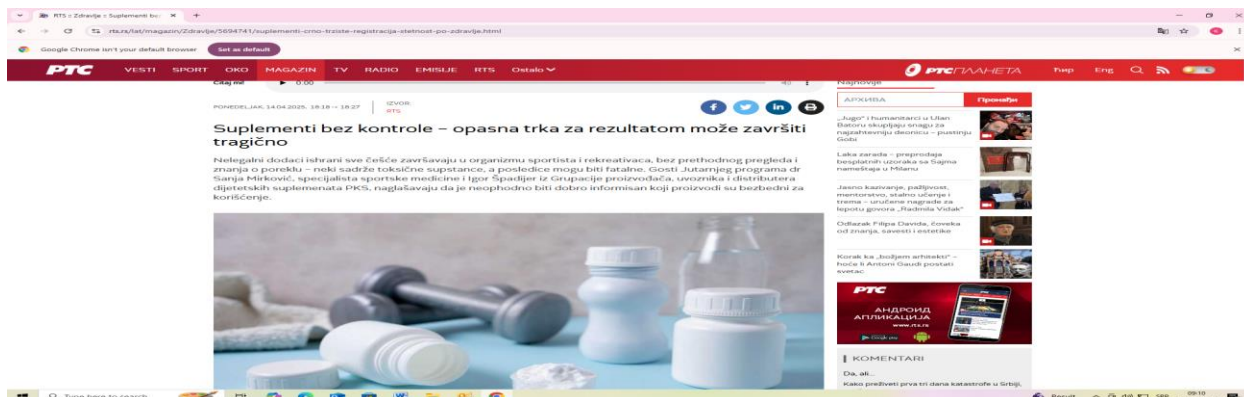 RTS :: Zdravlje :: Suplementi bez
rts.rs/lat/magazin/Zdravlje/5694741/suplementi-crno-trziste-registracija-stetnost-po-zdravlje.html
Google Chrome isn't your default browser Set as default
РТС VESTI SPORT OKO MAGAZIN TV RADIO EMISIJE RTS Ostalo РТС ПЛАНЕТА Ћир Eng
Čitaj mi! 0:00
PONEDELJAK, 14.04.2025, 18:18 -> 18:27
IZVOR:
RTS
Suplementi bez kontrole – opasna trka za rezultatom može završiti
tragično
Nelegalni dodaci ishrani sve češće završavaju u organizmu sportista i rekreativaca, bez prethodnog pregleda i
znanja o poreklu – neki sadrže toksične supstance, a posledice mogu biti fatalne. Gosti Jutarnjeg programa dr
Sanja Mirković, specijalista sportske medicine i Igor Špadijer iz Grupacije proizvođača, uvoznika i distributera
dijetetskih suplemenata PKS, naglašavaju da je neophodno biti dobro informisan koji proizvodi su bezbedni za
korišćenje.
Najnovije
АРХИВА Пронађи
„Jugo“ i humanitarci u Ulan
Batoru skupljaju snagu za
najzahtevniju deonicu – pustinju
Gobi
Laka zarada – preprodaja
besplatnih uzoraka sa Sajma
nameštaja u Milanu
Jasno kazivanje, pažljivost,
mentorstvo, stalno učenje i
trema – uručene nagrade za
lepotu govora „Radmila Vidak“
Odlazak Filipa Davida, čoveka
od znanja, savesti i estetike
Korak ka „božjem arhitekti“ –
hoće li Antoni Gaudi postati
svetac
РТС
АНДРОИД
АПЛИКАЦИЈА
www.rts.rs
Google play
KOMENTARI
Da, ali...
Kako preživeti prva tri dana katastrofe u Srbiji,
Type here to search
SRP
09:10